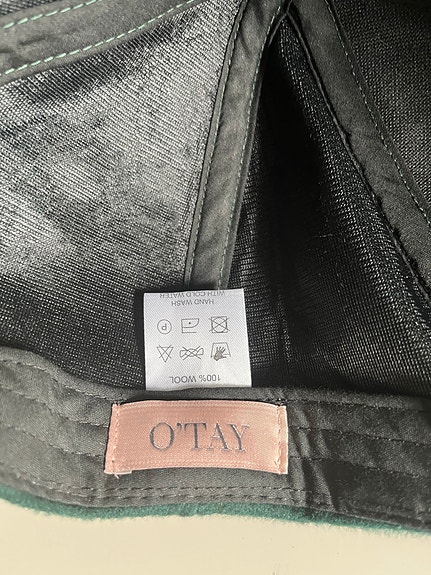 100% WOOL
P
HAND WASH
WITH COLD WATER
O'TAY